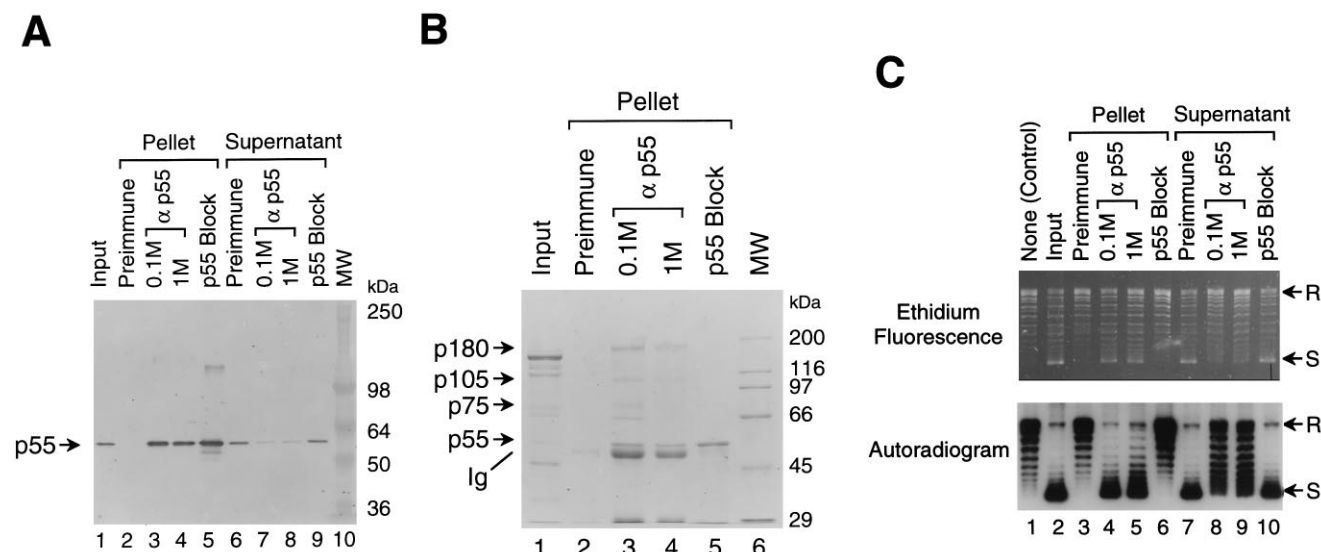 A
Pellet Supernatant
Input
Preimmune
0.1M
1M
α p55
p55 Block
Preimmune
0.1M
1M
α p55
p55 Block
MW
kDa
250
98
64
50
36
p55
1 2 3 4 5 6 7 8 9 10
B
Pellet
Input
Preimmune
0.1M
1M
α p55
p55 Block
MW
kDa
p180
p105
p75
p55
Ig
200
116
97
66
45
29
1 2 3 4 5 6
C
Pellet Supernatant
None (Control)
Input
Preimmune
0.1M
1M
α p55
p55 Block
Preimmune
0.1M
1M
α p55
p55 Block
Ethidium
Fluorescence
R
S
Autoradiogram
R
S
1 2 3 4 5 6 7 8 9 10